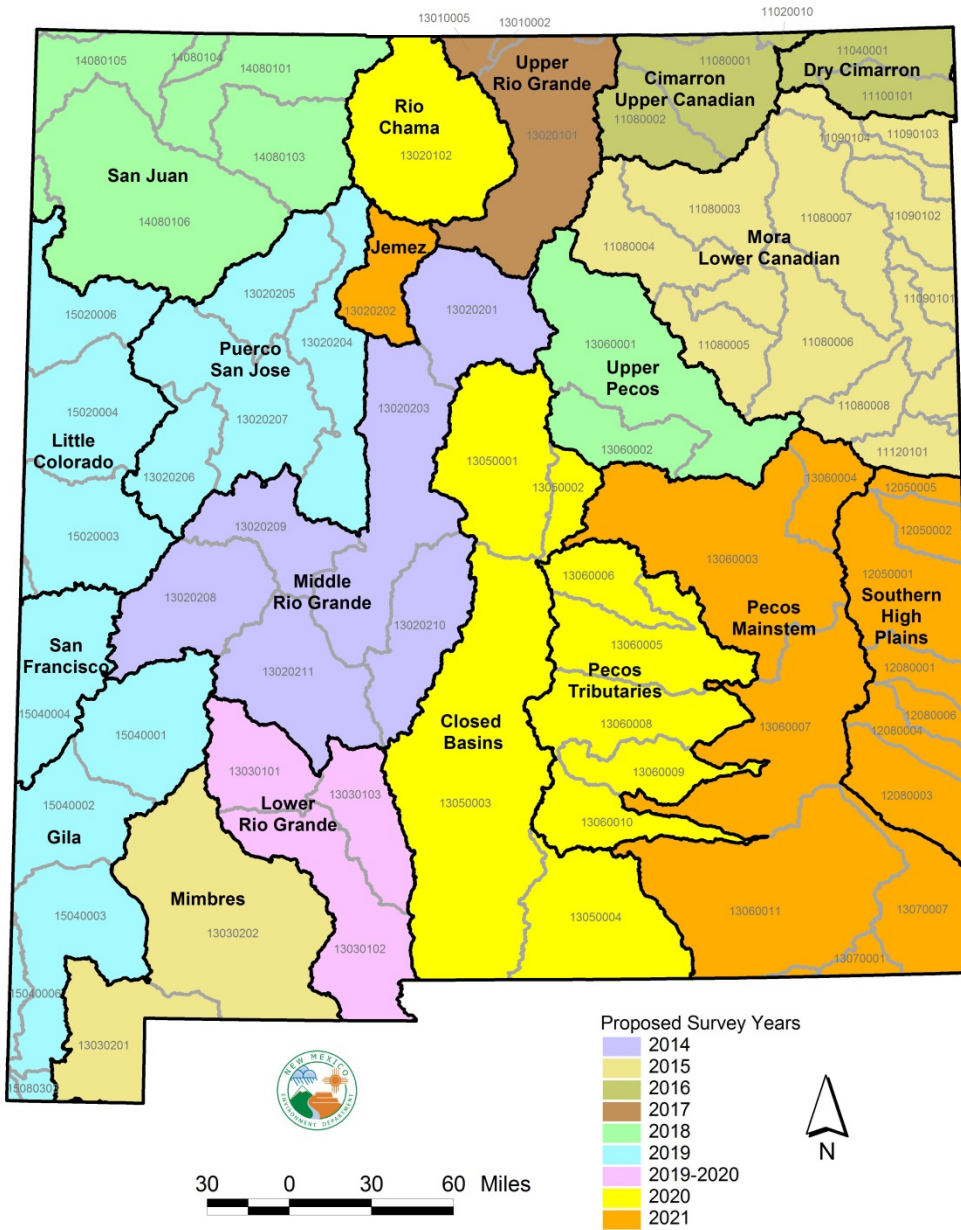 13010005
13010002
11020010
14080105
14080104
14080101
Rio
Chama
13020102
Upper
Rio Grande
13020101
11080001
Cimarron
Upper Canadian
11080002
11040001
Dry Cimarron
11100101
San Juan
14080103
14080106
11090104
11090103
11080003
11080007
11090102
11080004
Mora
Lower Canadian
11090101
11080005
11080006
11080008
11120101
Jemez
13020202
13020201
15020006
13020205
13020204
Puerco
San Jose
13020207
13020206
15020004
Little
Colorado
15020003
13020203
13060001
Upper
Pecos
13060002
13050001
13050002
13060004
12050005
12050002
13060003
12050001
Southern
High
Plains
12080001
12080006
12080004
12080003
13020209
Middle
Rio Grande
13020208
13020210
13020211
San
Francisco
15040004
13060006
13060005
Pecos
Tributaries
13060008
13060009
13060010
Pecos
Mainstem
13060007
15040001
15040002
Gila
15040003
15040006
Closed
Basins
13050003
13030101
13030103
Lower
Rio Grande
13030102
Mimbres
13030202
13030201
13050004
13060011
13070007
13070001
NEW MEXICO
ENVIRONMENT DEPARTMENT
Proposed Survey Years
2014
2015
2016
2017
2018
2019
2019-2020
2020
2021
N
30 0 30 60 Miles